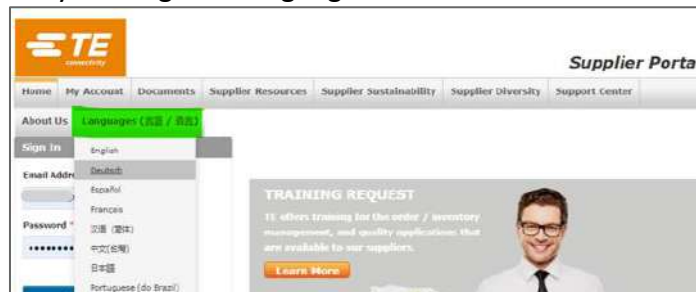 TE
connectivity
Supplier Porta
Home My Account Documents Supplier Resources Supplier Sustainability Supplier Diversity Support Center
About Us Languages (言語 / 语言)
Sign In
English
Email Addre
Deutsch
Español
TRAINING REQUEST
Français
TE offers training for the order / inventory
management, and quality applications that
are available to our suppliers.
Password *
汉语 (简体)
中文(台灣)
日本語
Learn More
Portuguese (do Brazil)